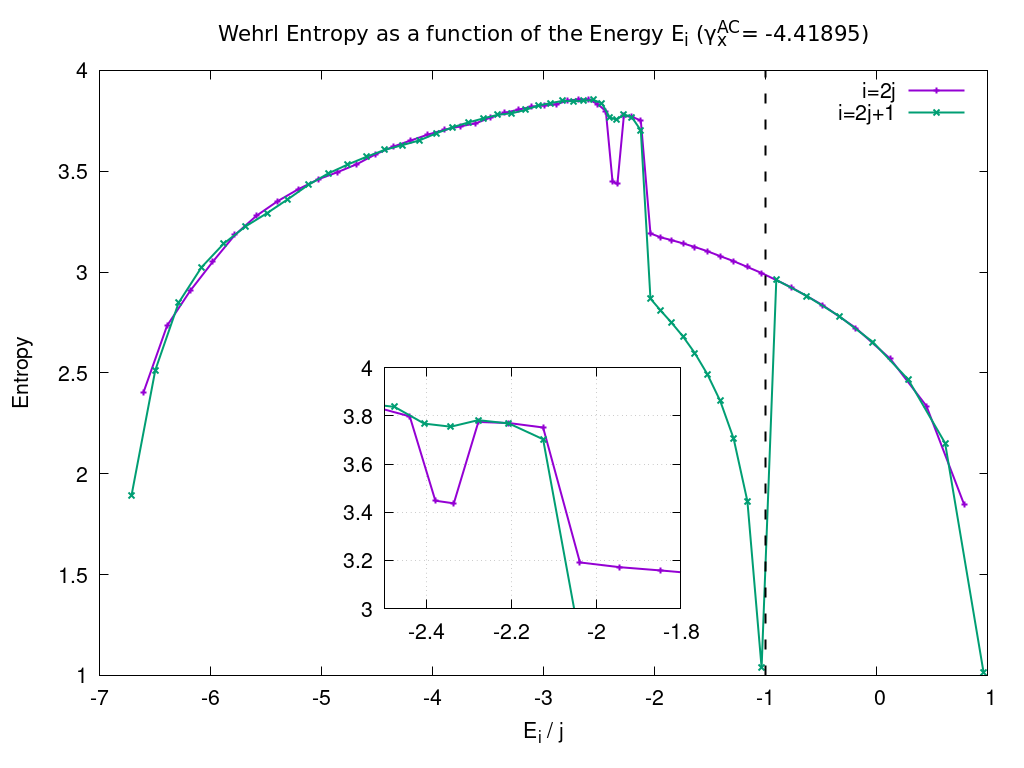 Wehrl Entropy as a function of the Energy Eᵢ (γₓᴬᶜ= -4.41895)
4
3.5
3
2.5
2
1.5
1
Entropy
i=2j
i=2j+1
4
3.8
3.6
3.4
3.2
3
-2.4 -2.2 -2 -1.8
-7 -6 -5 -4 -3 -2 -1 0 1
Eᵢ / j